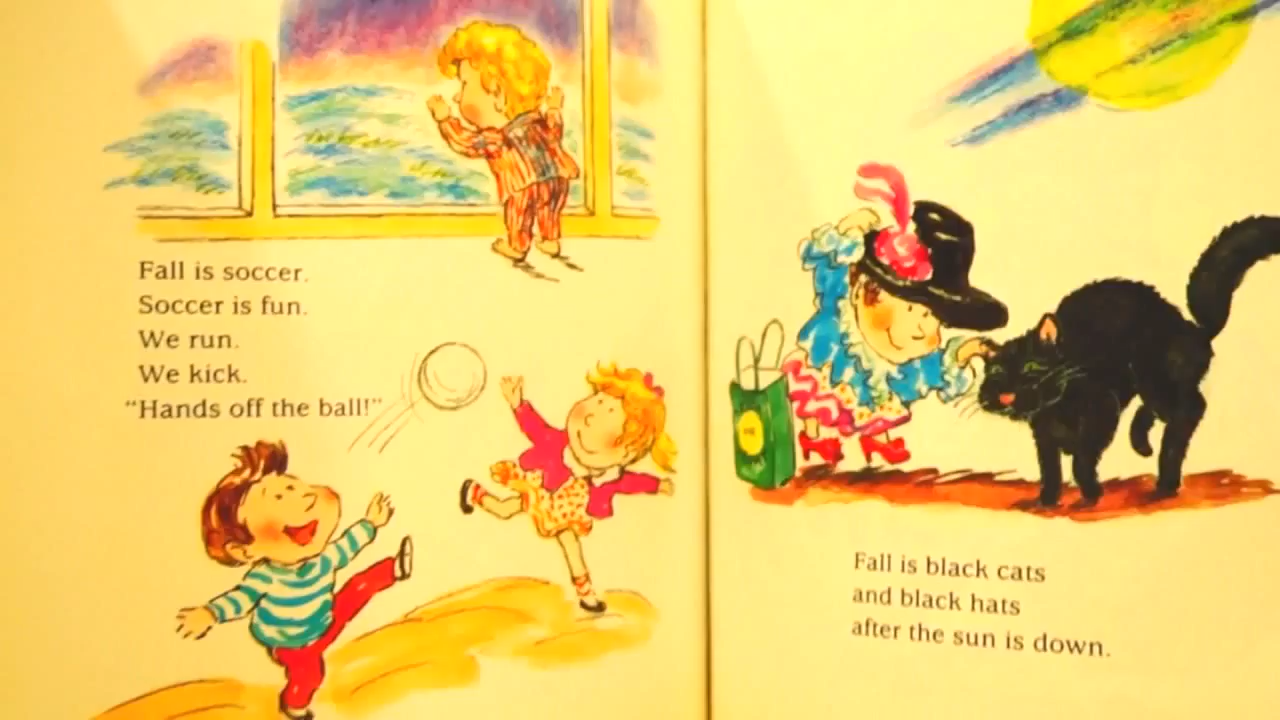 Fall is soccer.
Soccer is fun.
We run.
We kick.
“Hands off the ball!”
Fall is black cats
and black hats
after the sun is down.